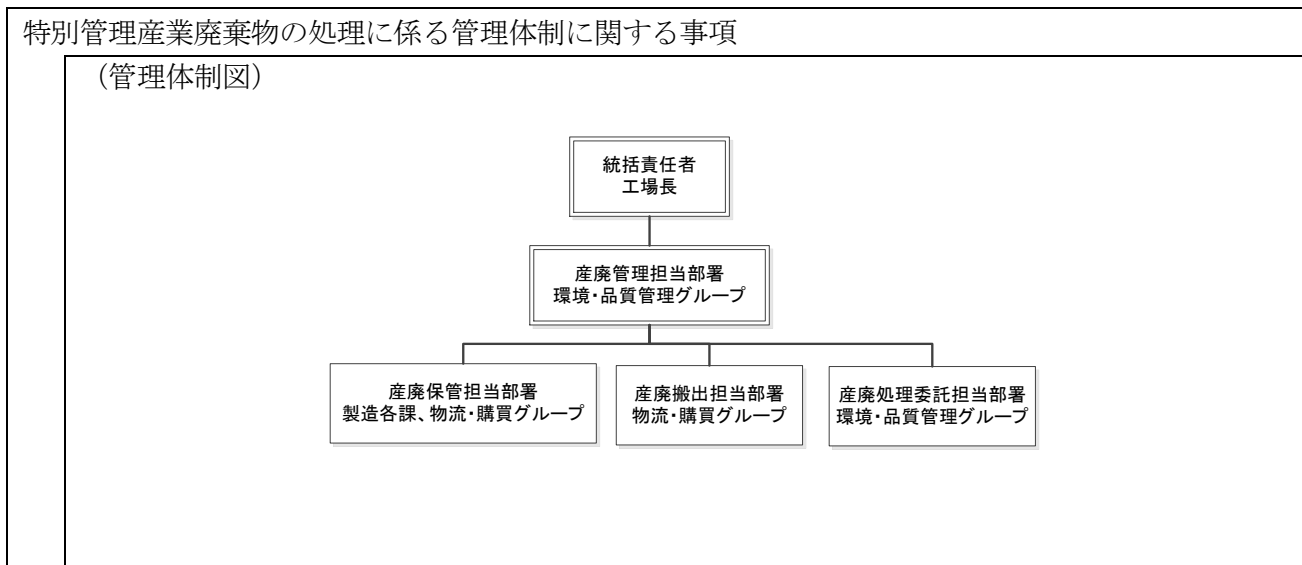 特別管理産業廃棄物の処理に係る管理体制に関する事項
（管理体制図）
統括責任者
工場長
産廃管理担当部署
環境・品質管理グループ
産廃保管担当部署
製造各課、物流・購買グループ
産廃搬出担当部署
物流・購買グループ
産廃処理委託担当部署
環境・品質管理グループ